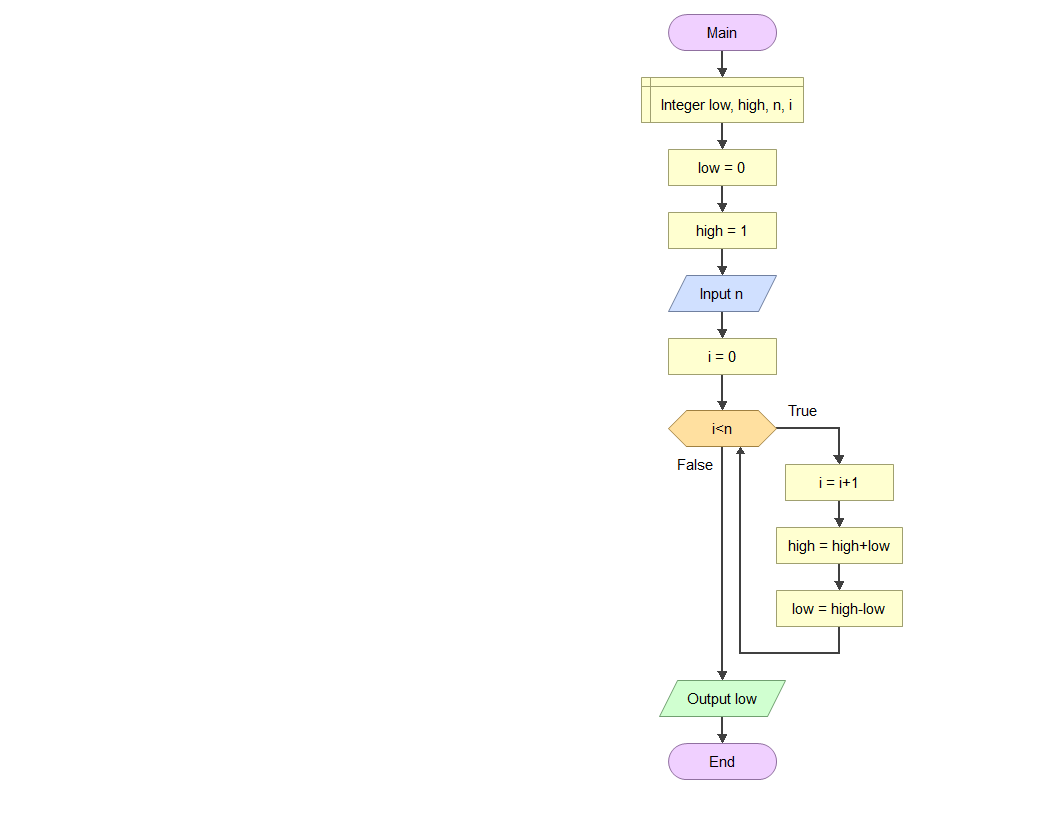 Main
Integer low, high, n, i
low = 0
high = 1
Input n
i = 0
i<n
True
False
i = i+1
high = high+low
low = high-low
Output low
End